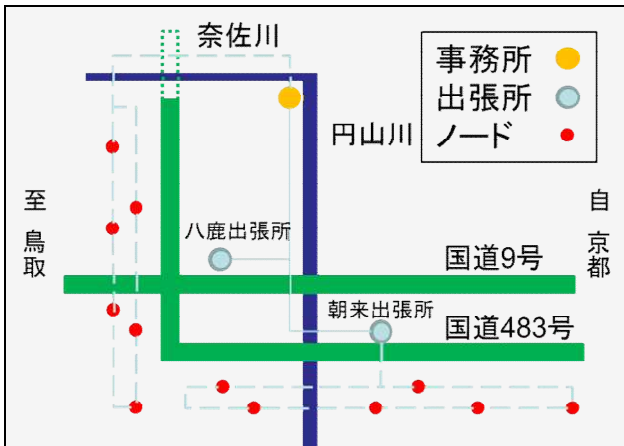 奈佐川
事務所
出張所
ノード
円山川
至 鳥取
自 京都
八鹿出張所
国道9号
朝来出張所
国道483号